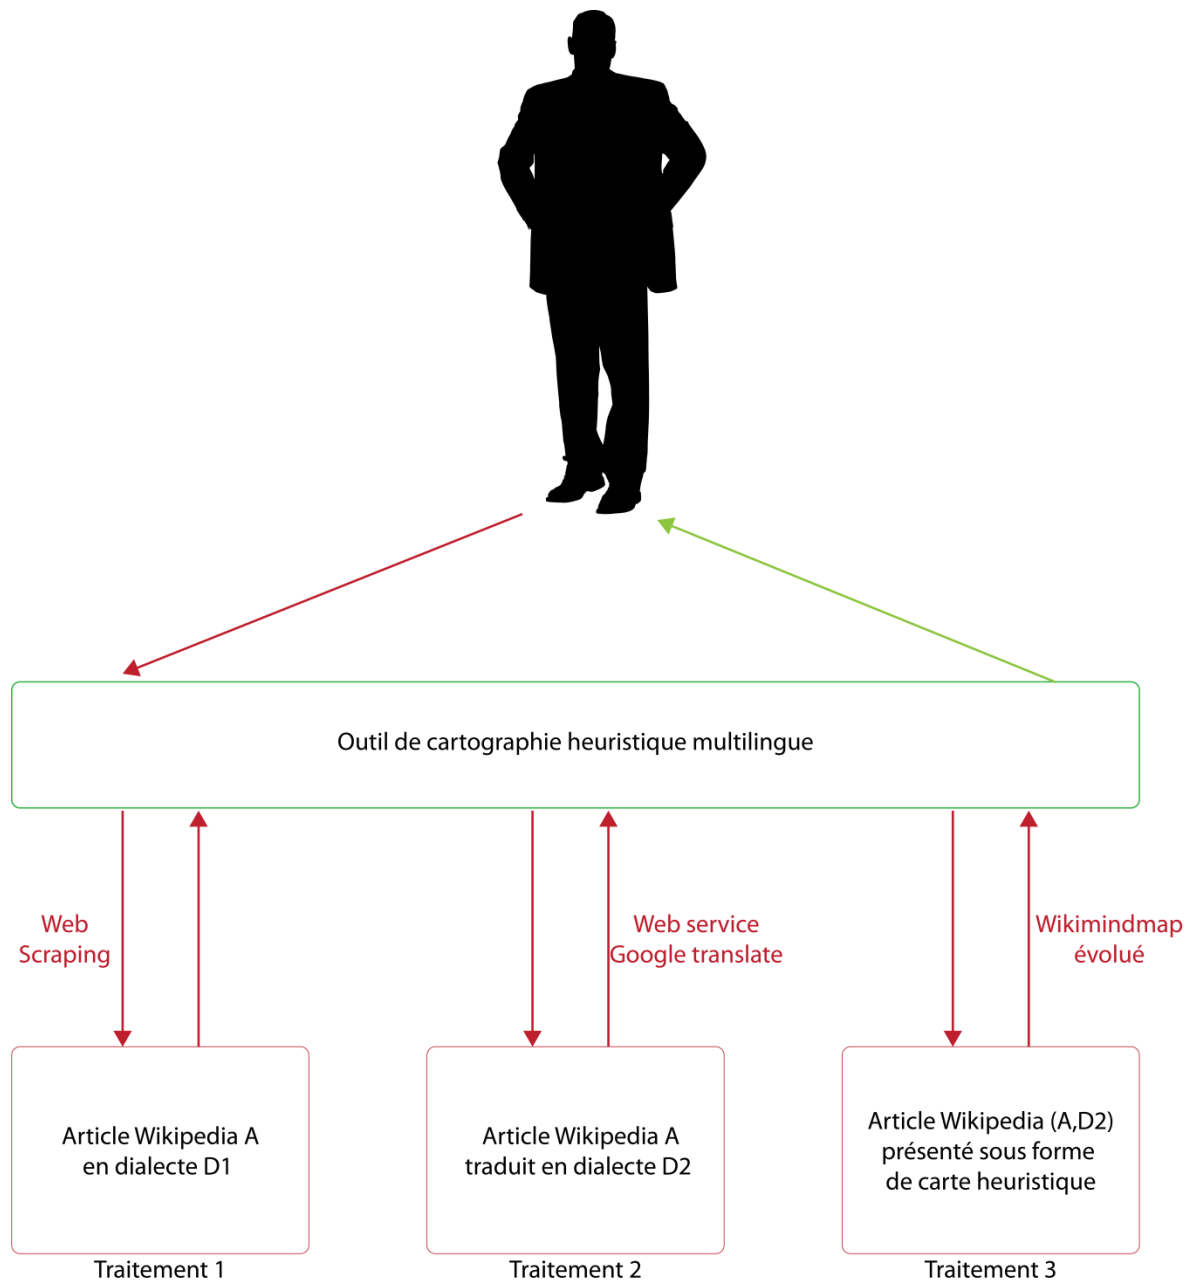 Outil de cartographie heuristique multilingue
Web
Scraping
Web service
Google translate
Wikimindmap
évolué
Article Wikipedia A
en dialecte D1
Article Wikipedia A
traduit en dialecte D2
Article Wikipedia (A,D2)
présenté sous forme
de carte heuristique
Traitement 1
Traitement 2
Traitement 3